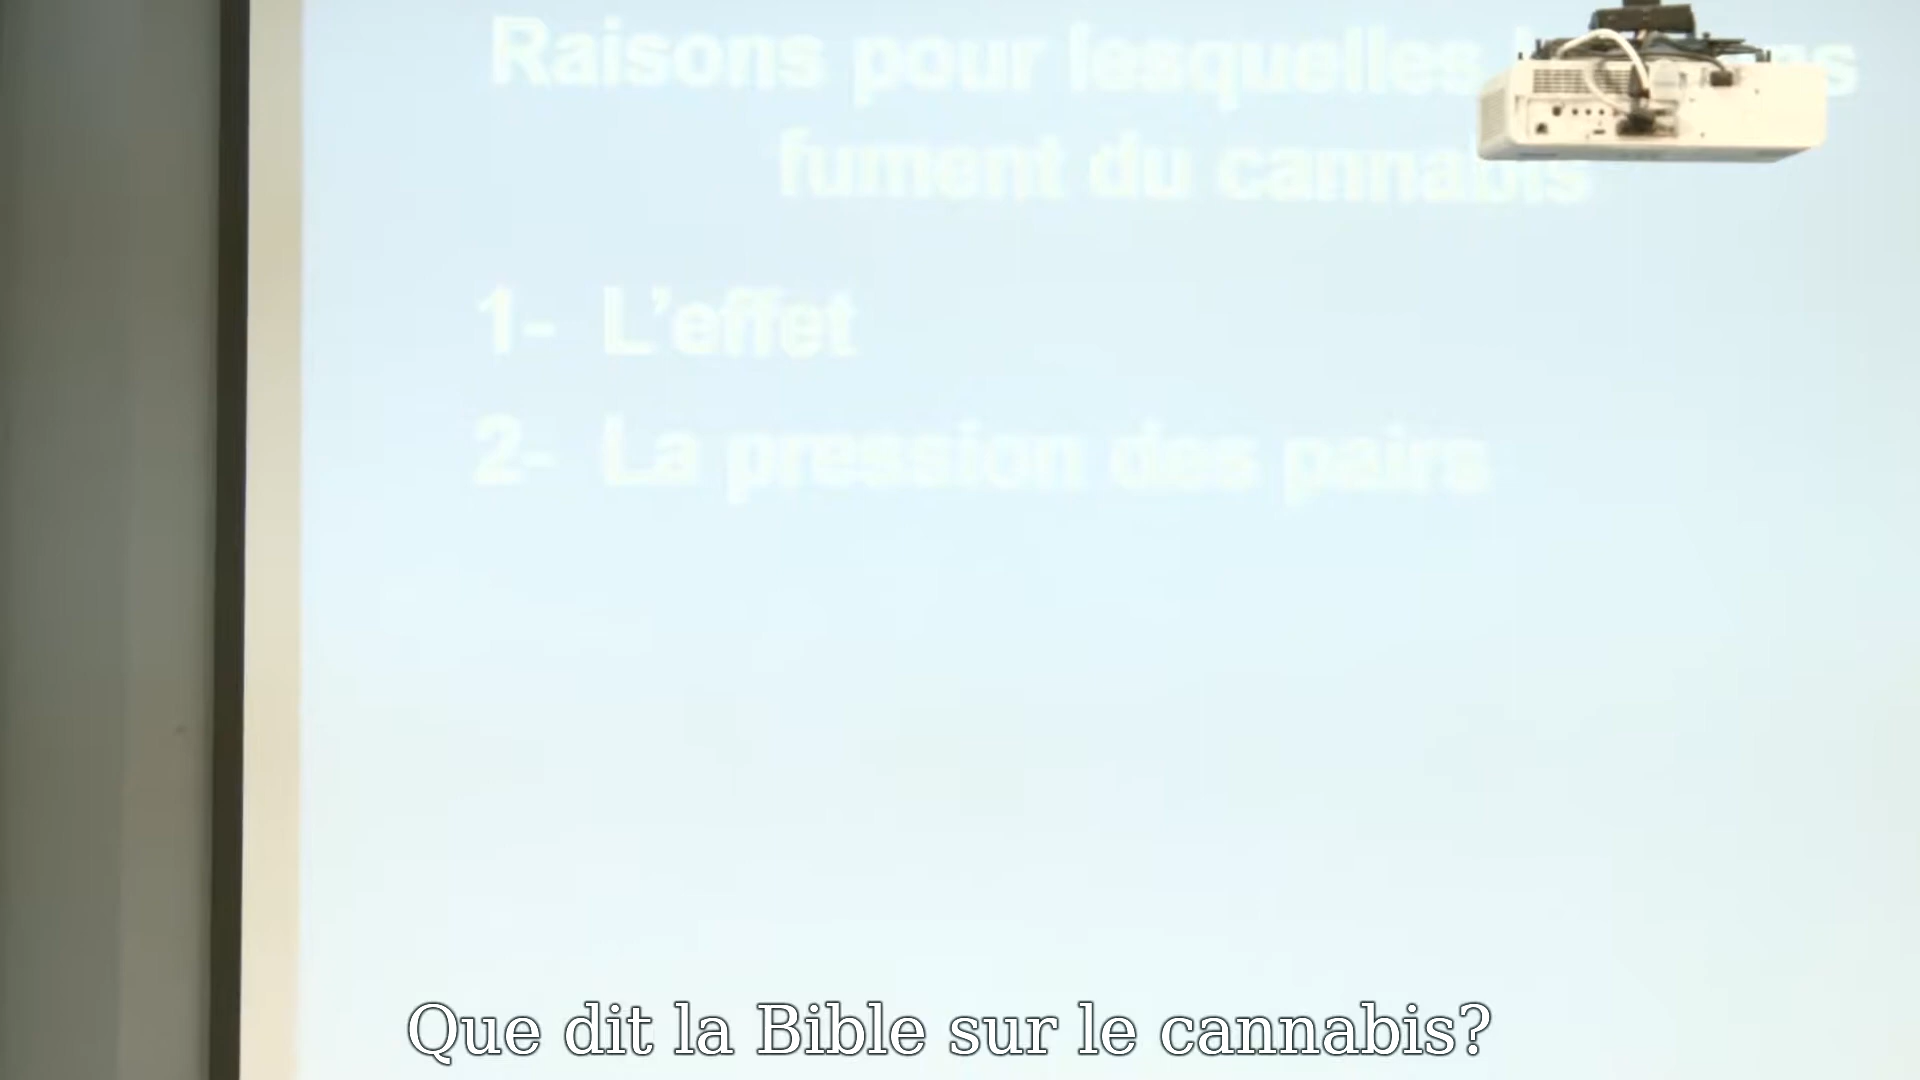 Raisons pour lesquelles
fument du cannabis
1- L'effet
2- La pression des pairs
Que dit la Bible sur le cannabis?